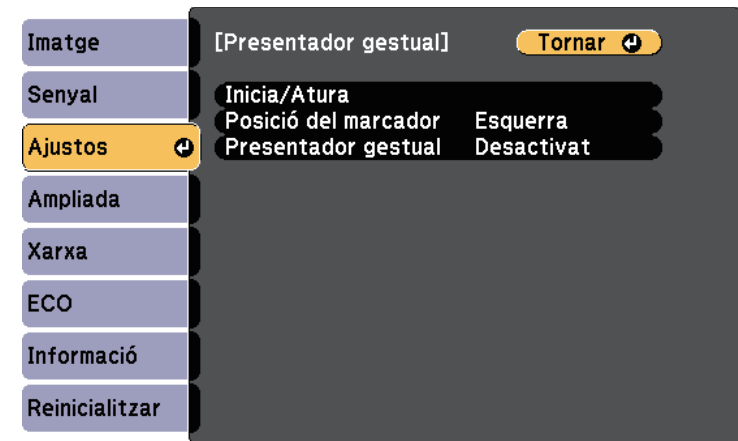 Imatge
Senyal
Ajustos
Ampliada
Xarxa
ECO
Informació
Reinicialitzar
[Presentador gestual] Tornar
Inicia/Atura
Posició del marcador Esquerra
Presentador gestual Desactivat